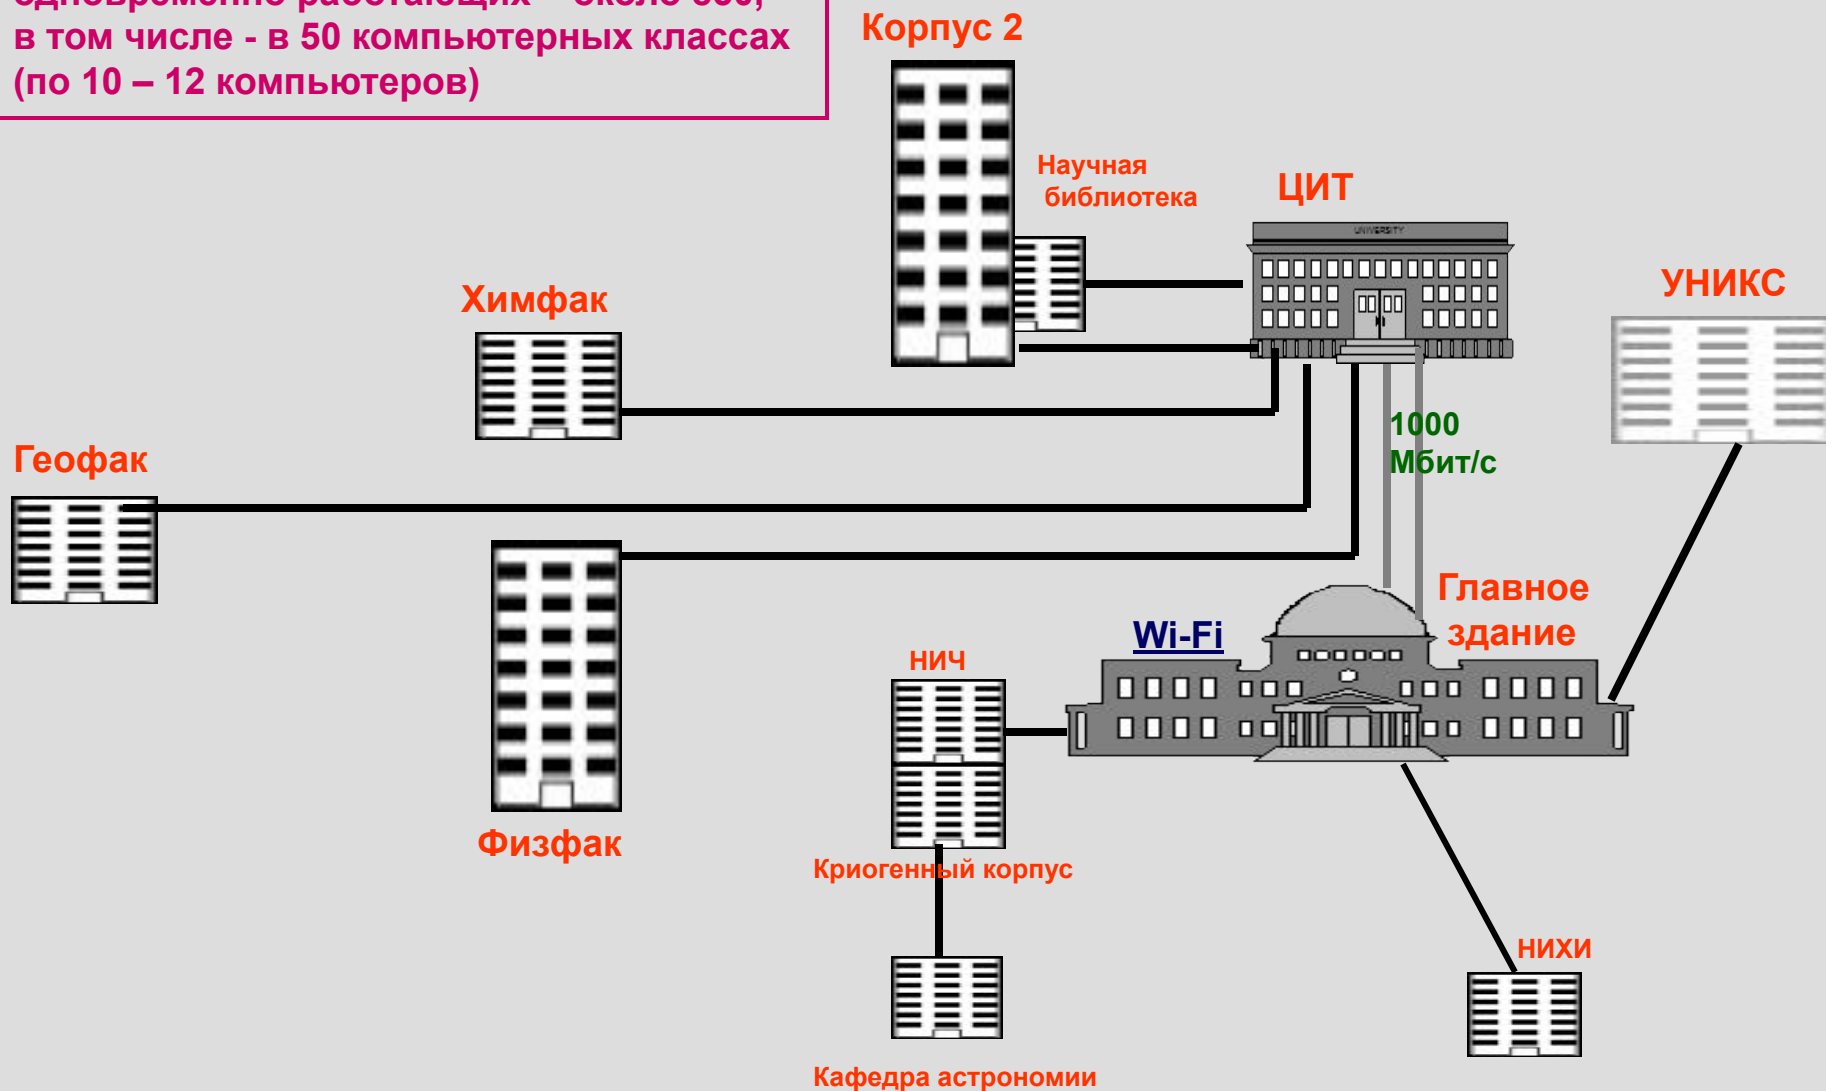 в том числе - в 50 компьютерных классах
(по 10 – 12 компьютеров)
Корпус 2
Научная
библиотека
ЦИТ
UNIVERSITY
УНИКС
Химфак
1000
Мбит/с
Геофак
Главное
здание
Wi-Fi
НИЧ
Физфак
Криогенный корпус
НИХИ
Кафедра астрономии